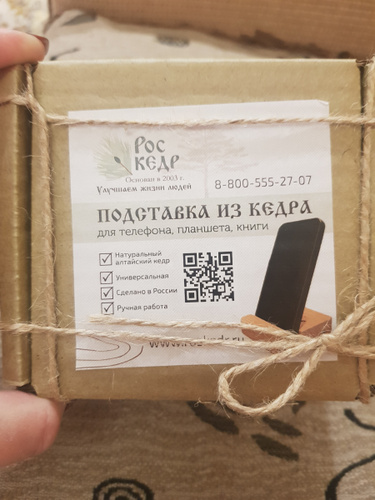 Рос
кедр
Основан в 2003 г.
Улучшаем жизни людей
8-800-555-27-07
Подставка из кедра
для телефона, планшета, книги
Натуральный
алтайский кедр
Универсальная
Сделано в России
Ручная работа